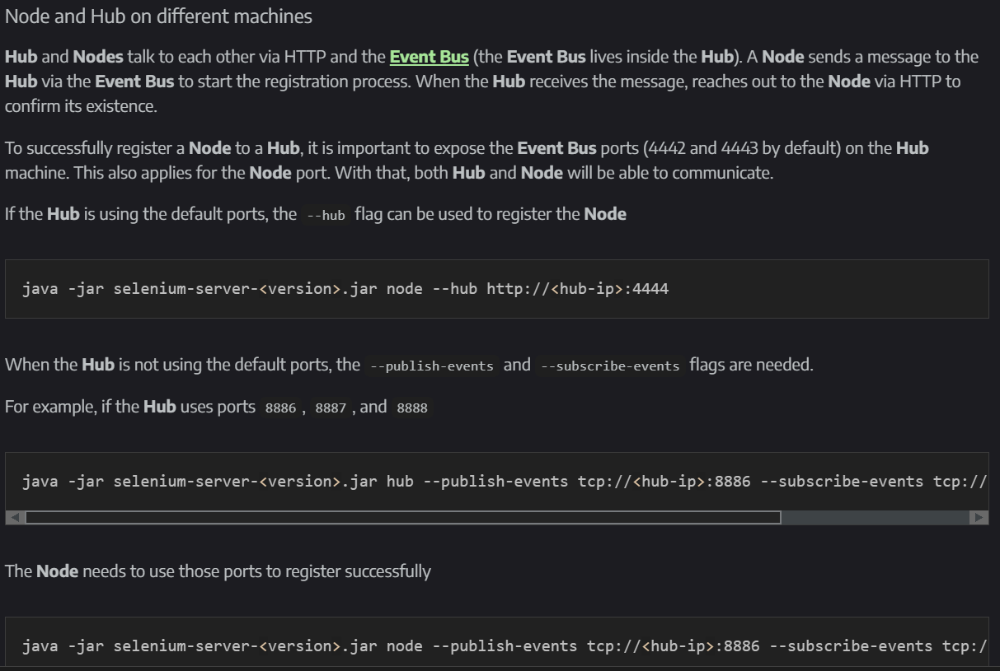 Node and Hub on different machines
Hub and Nodes talk to each other via HTTP and the Event Bus (the Event Bus lives inside the Hub). A Node sends a message to the
Hub via the Event Bus to start the registration process. When the Hub receives the message, reaches out to the Node via HTTP to
confirm its existence.
To successfully register a Node to a Hub, it is important to expose the Event Bus ports (4442 and 4443 by default) on the Hub
machine. This also applies for the Node port. With that, both Hub and Node will be able to communicate.
If the Hub is using the default ports, the --hub flag can be used to register the Node
java -jar selenium-server-<version>.jar node --hub http://<hub-ip>:4444
When the Hub is not using the default ports, the --publish-events and --subscribe-events flags are needed.
For example, if the Hub uses ports 8886 , 8887 , and 8888
java -jar selenium-server-<version>.jar hub --publish-events tcp://<hub-ip>:8886 --subscribe-events tcp://
The Node needs to use those ports to register successfully
java -jar selenium-server-<version>.jar node --publish-events tcp://<hub-ip>:8886 --subscribe-events tcp:/